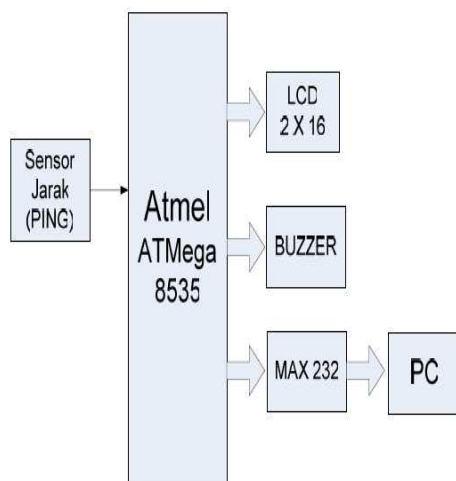 Sensor
Jarak
(PING)
Atmel
ATMega
8535
LCD
2 X 16
BUZZER
MAX 232
PC